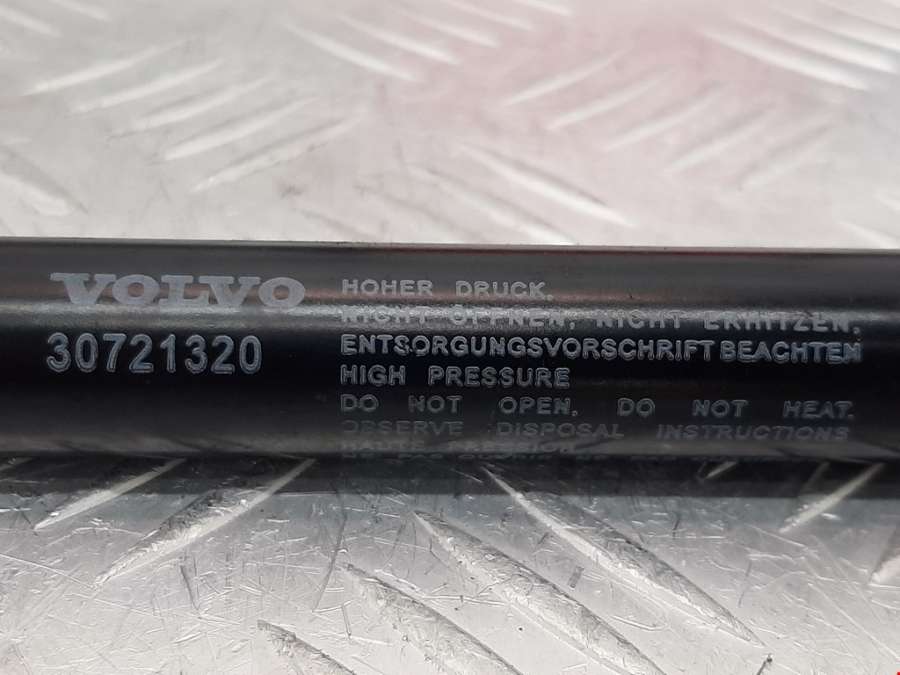 VOLVO
30721320
HOHER DRUCK.
NICHT ÖFFNEN. NICHT ERHITZEN.
ENTSORGUNGSVORSCHRIFT BEACHTEN
HIGH PRESSURE
DO NOT OPEN. DO NOT HEAT.
OBSERVE DISPOSAL INSTRUCTIONS